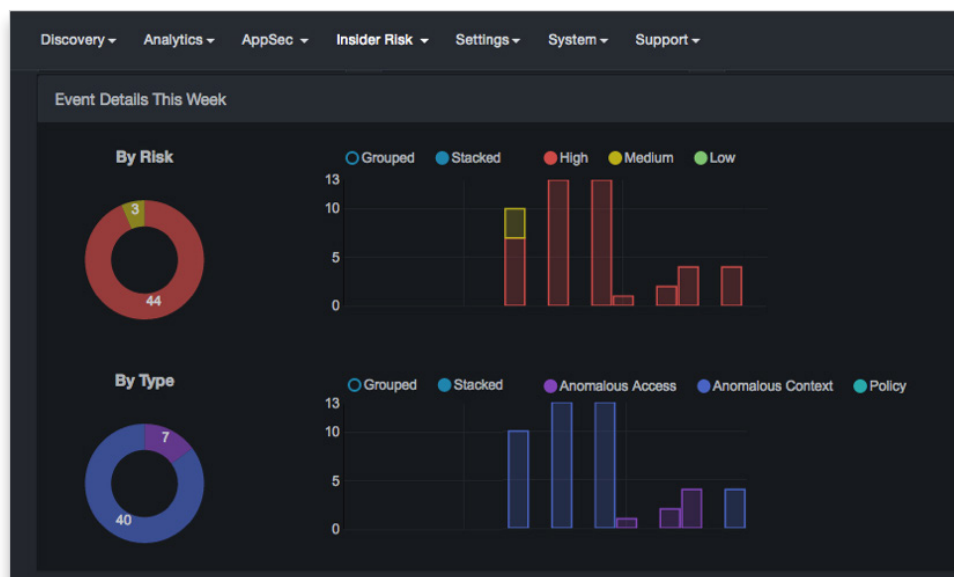 Discovery Analytics AppSec Insider Risk Settings System Support
Event Details This Week
By Risk
Grouped Stacked High Medium Low
13
10
5
0
3
44
By Type
Grouped Stacked Anomalous Access Anomalous Context Policy
13
10
5
0
7
40